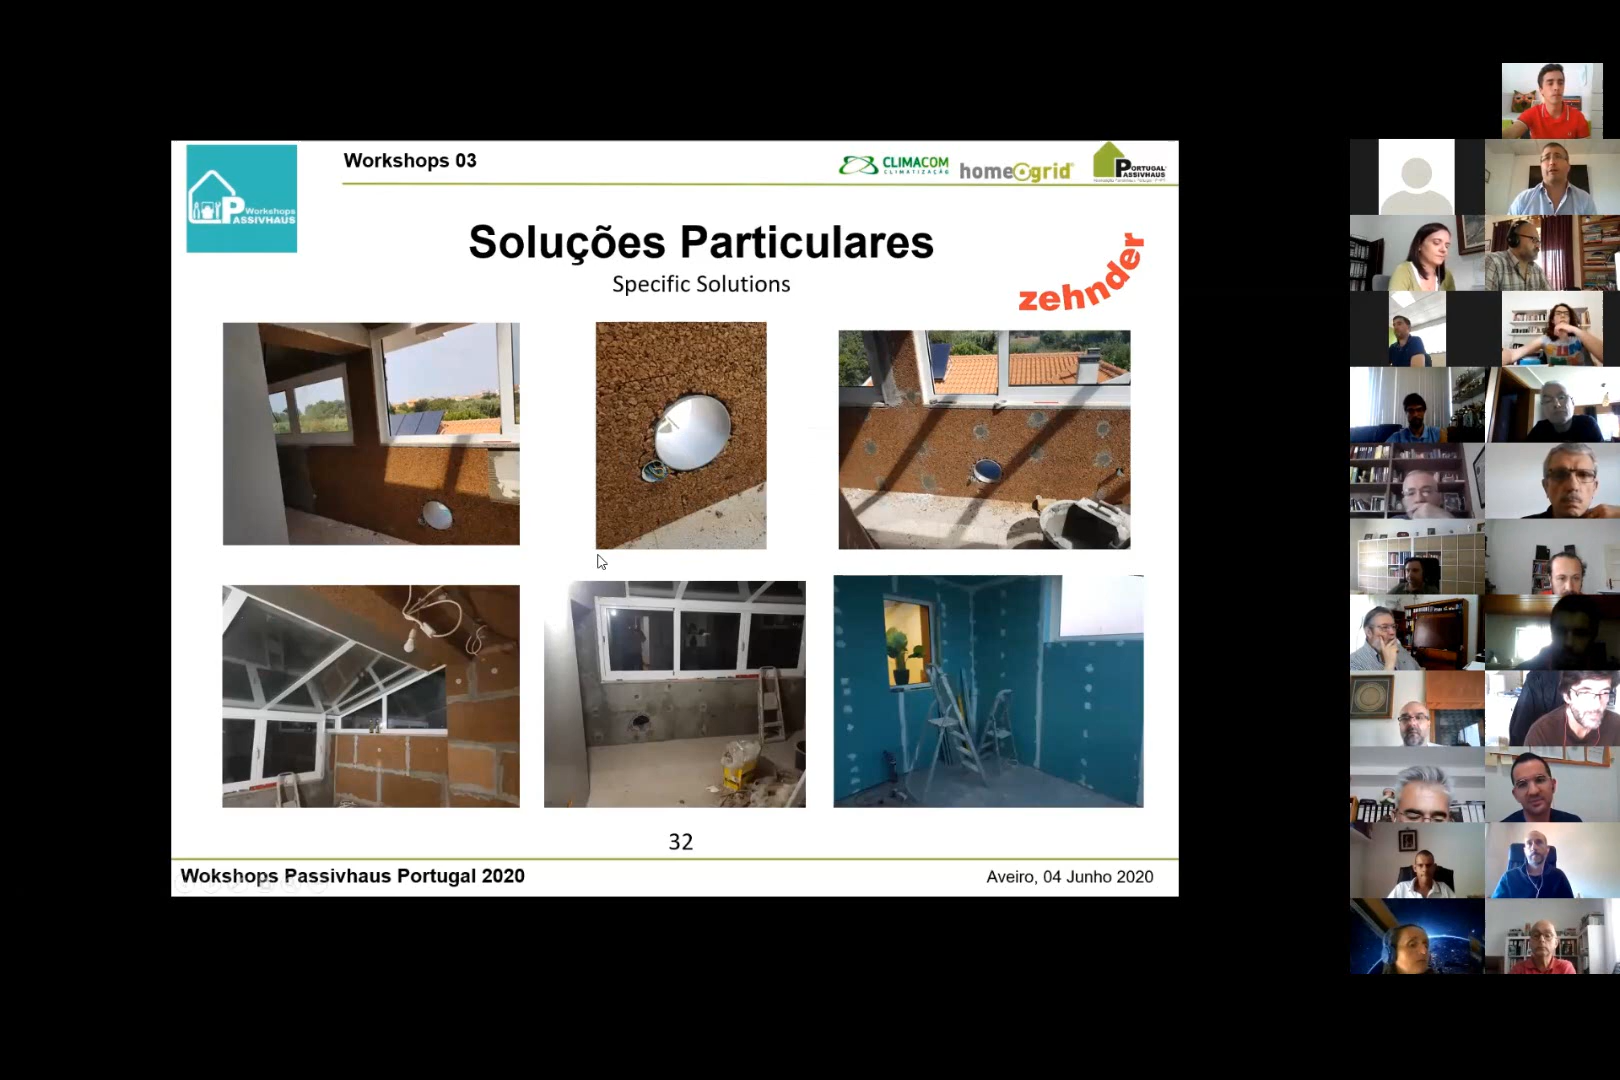 Workshops 03
CLIMACOM
CLIMATIZAÇÃO
homegrid
PORTUGAL
PASSIVHAUS
Workshops
PASSIVHAUS
Soluções Particulares
Specific Solutions
zehnder
32
Wokshops Passivhaus Portugal 2020
Aveiro, 04 Junho 2020